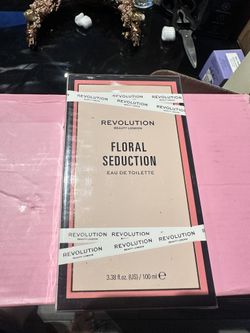 REVOLUTION
REVOLUTION
REVOLUTION
REVOLUTION
BEAUTY LONDON
FLORAL
SEDUCTION
EAU DE TOILETTE
REVOLUTION
REVOLUTION
REVOLUTION
REVOLUTION
REVOLUTION
3.38 fl.oz. (US) / 100 ml ℮